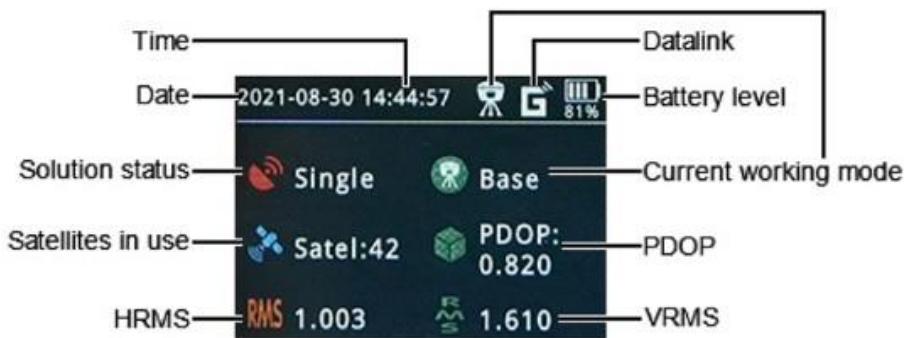 Time
Datalink
Date
2021-08-30 14:44:57
G
81%
Battery level
Solution status
Single
Base
Current working mode
Satellites in use
Satel:42
PDOP:
0.820
PDOP
HRMS
RMS 1.003
RMS 1.610
VRMS